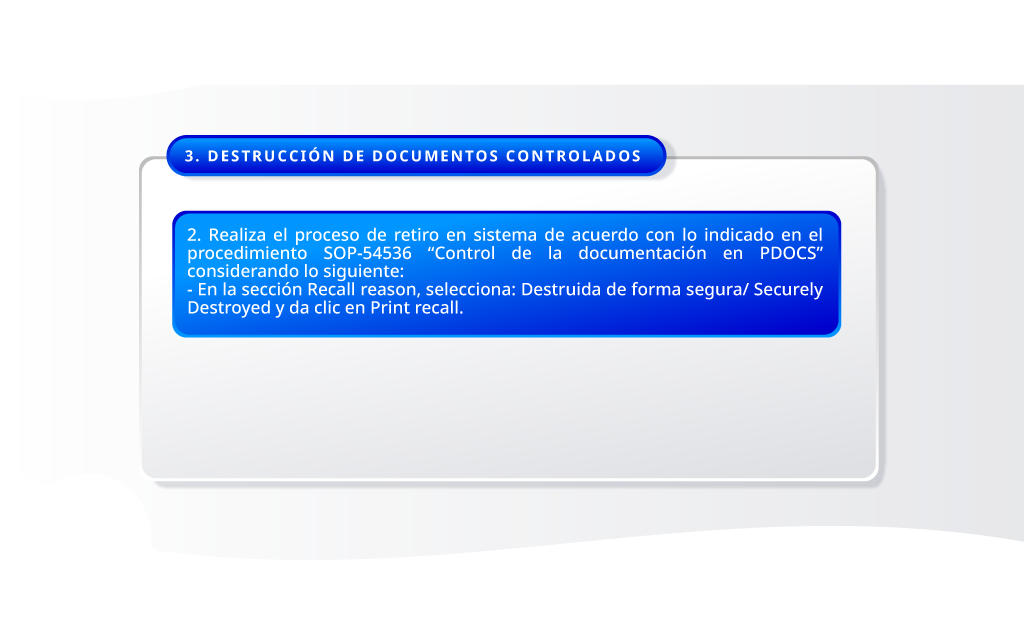 3. DESTRUCCIÓN DE DOCUMENTOS CONTROLADOS
2. Realiza el proceso de retiro en sistema de acuerdo con lo indicado en el
procedimiento SOP-54536 “Control de la documentación en PDOCS”
considerando lo siguiente:
- En la sección Recall reason, selecciona: Destruida de forma segura/ Securely
Destroyed y da clic en Print recall.